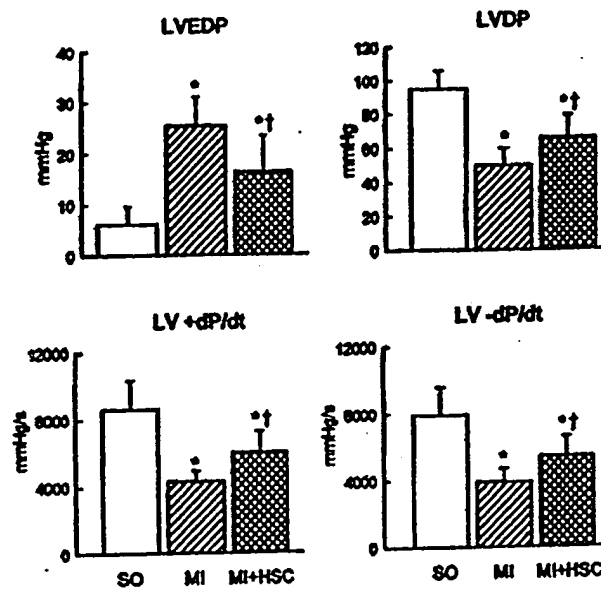 LVEDP
40
30
20
10
0
mmHg
*
*†
LVDP
120
100
80
60
40
20
0
mmHg
*
*†
LV +dP/dt
12000
8000
4000
0
mmHg/s
*
*†
SO MI MI+HSC
LV -dP/dt
12000
8000
4000
0
mmHg/s
*
*†
SO MI MI+HSC